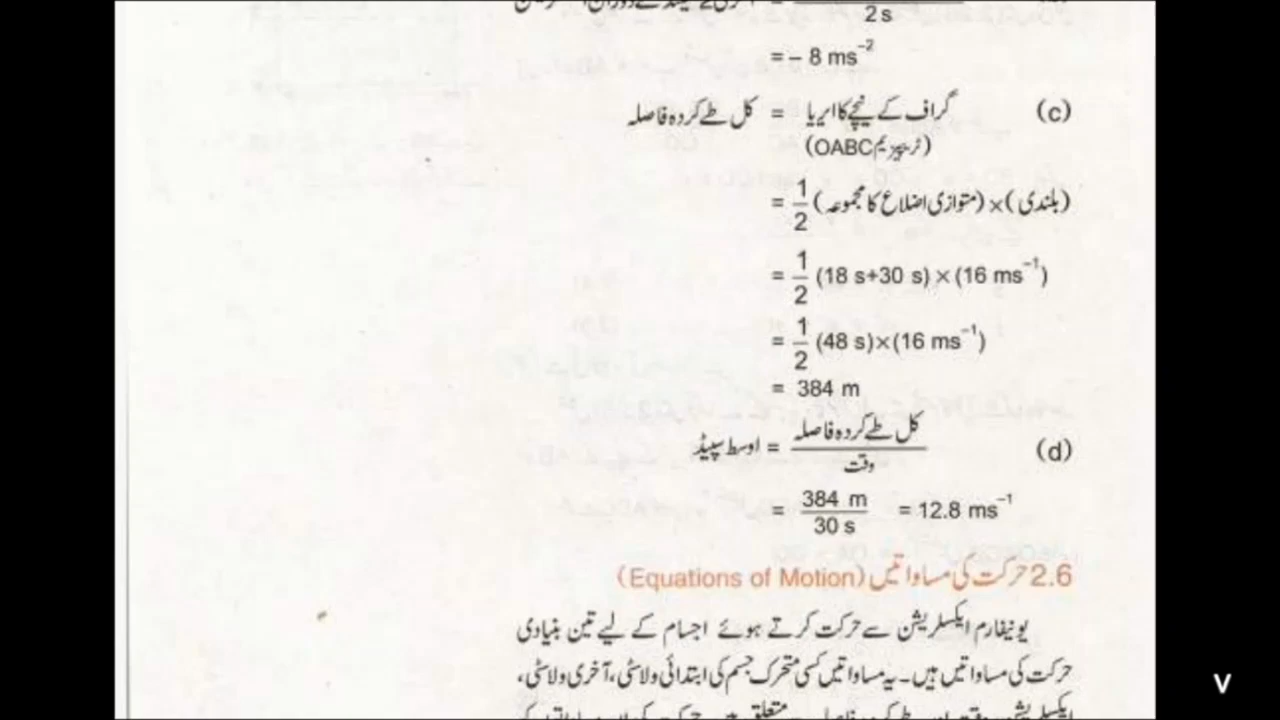 2 s
= – 8 ms⁻²
(c) کل طے کردہ فاصلہ = گراف کے نیچے کا ایریا
(ٹریپیزیم OABC)
= 1/2 (متوازی اضلاع کا مجموعہ) × (بلندی)
= 1/2 (18 s+30 s) × (16 ms⁻¹)
= 1/2 (48 s)×(16 ms⁻¹)
= 384 m
(d) اوسط سپیڈ = کل طے کردہ فاصلہ / وقت
= 384 m / 30 s = 12.8 ms⁻¹
2.6 حرکت کی مساواتیں (Equations of Motion)
یونیفارم ایکسلریشن سے حرکت کرتے ہوئے اجسام کے لیے تین بنیادی
حرکت کی مساواتیں ہیں۔ یہ مساواتیں کسی متحرک جسم کی ابتدائی ولاسٹی، آخری ولاسٹی،
V